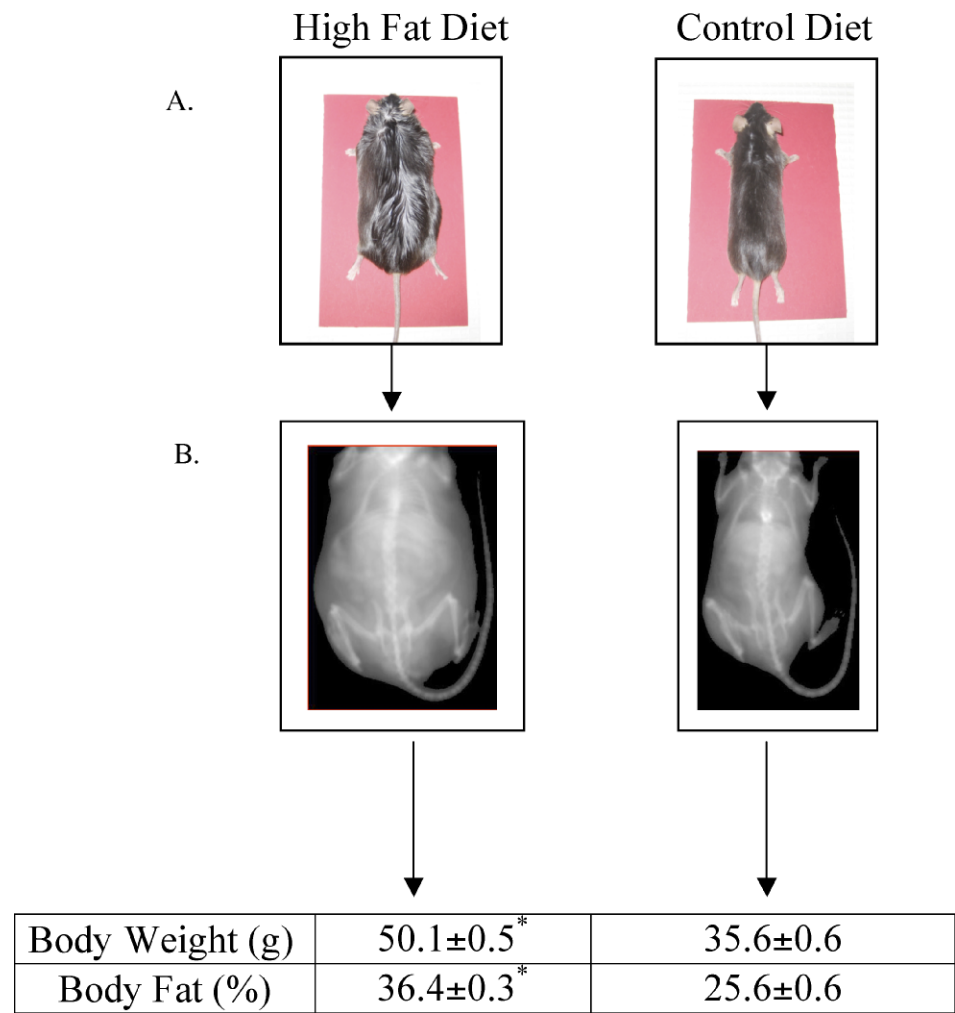 High Fat Diet
Control Diet
A.
B.
Body Weight (g) 50.1±0.5* 35.6±0.6
Body Fat (%) 36.4±0.3* 25.6±0.6